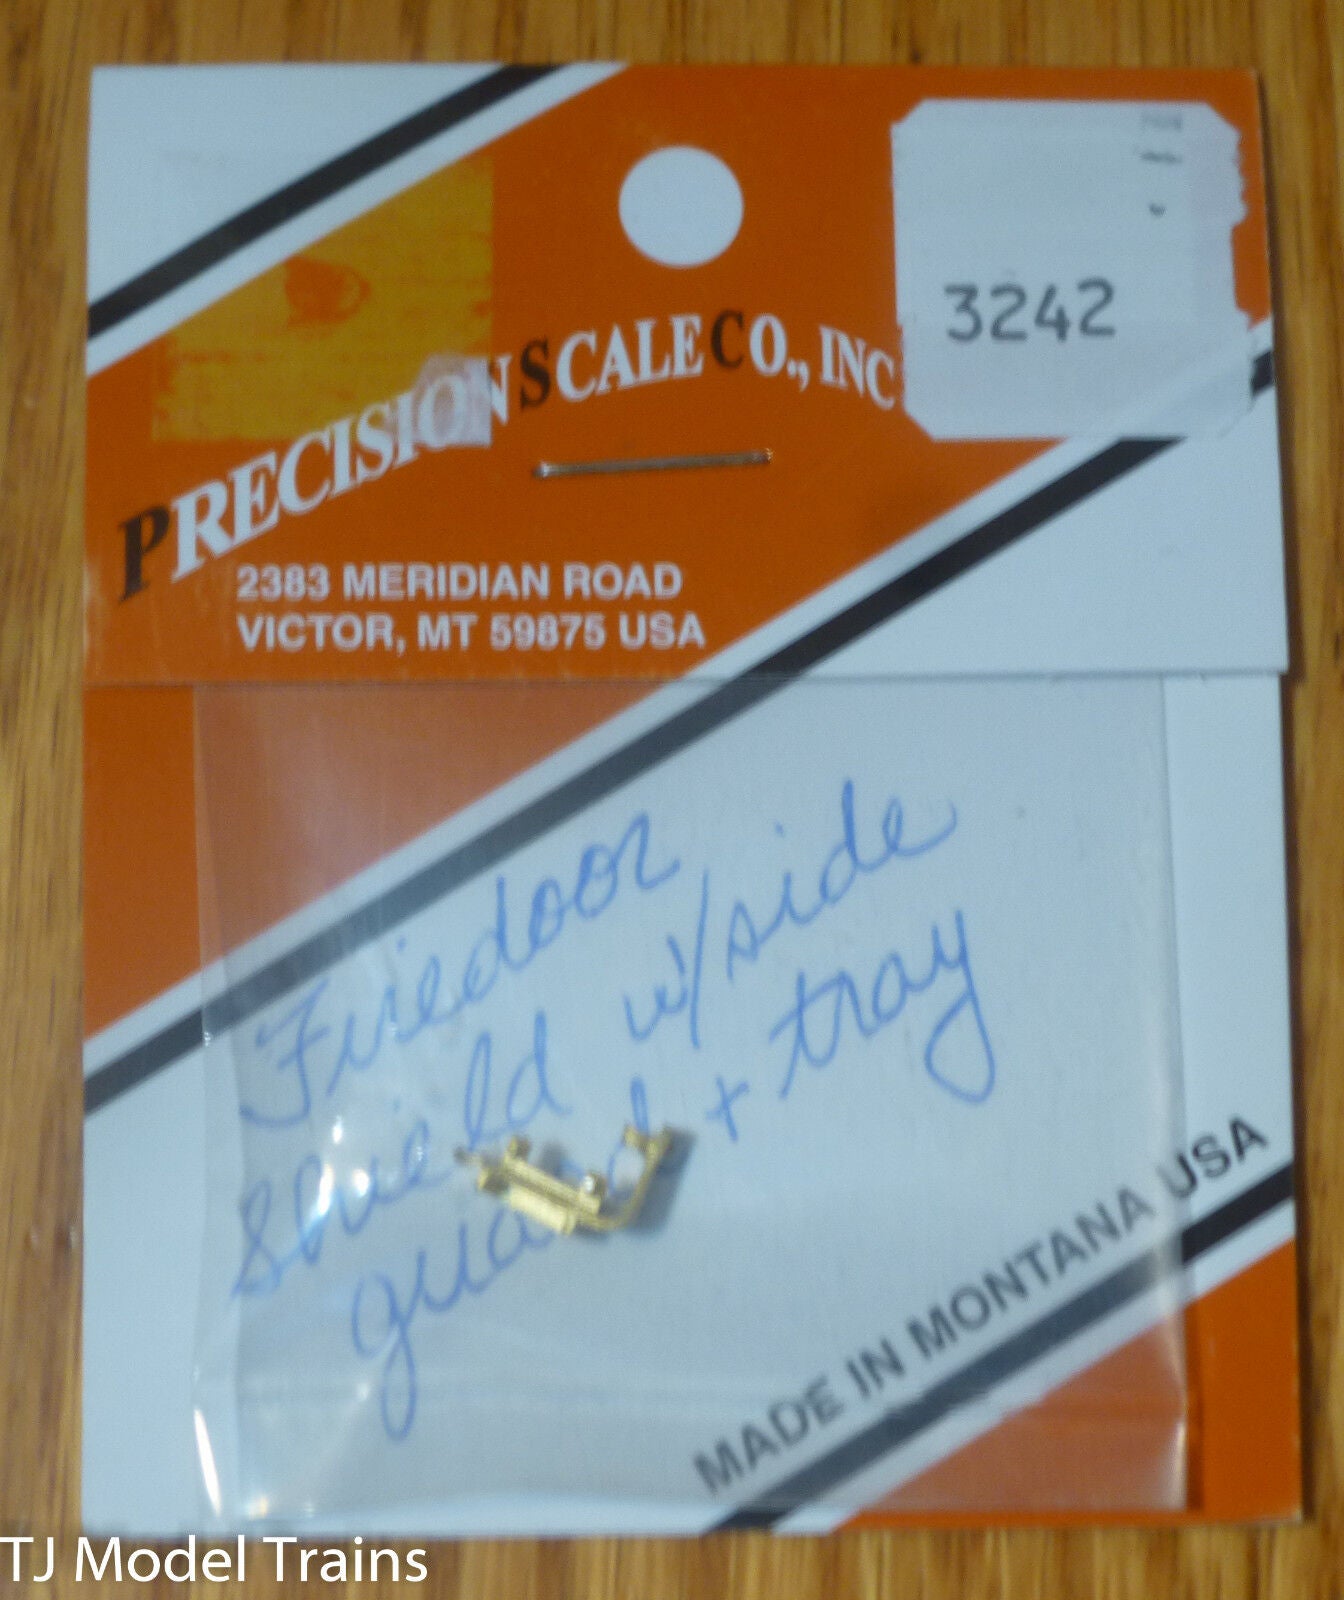 3242
PRECISION SCALE CO., INC
2383 MERIDIAN ROAD
VICTOR, MT 59875 USA
Firedoor
shield w/side
guard + tray
MADE IN MONTANA USA
TJ Model Trains